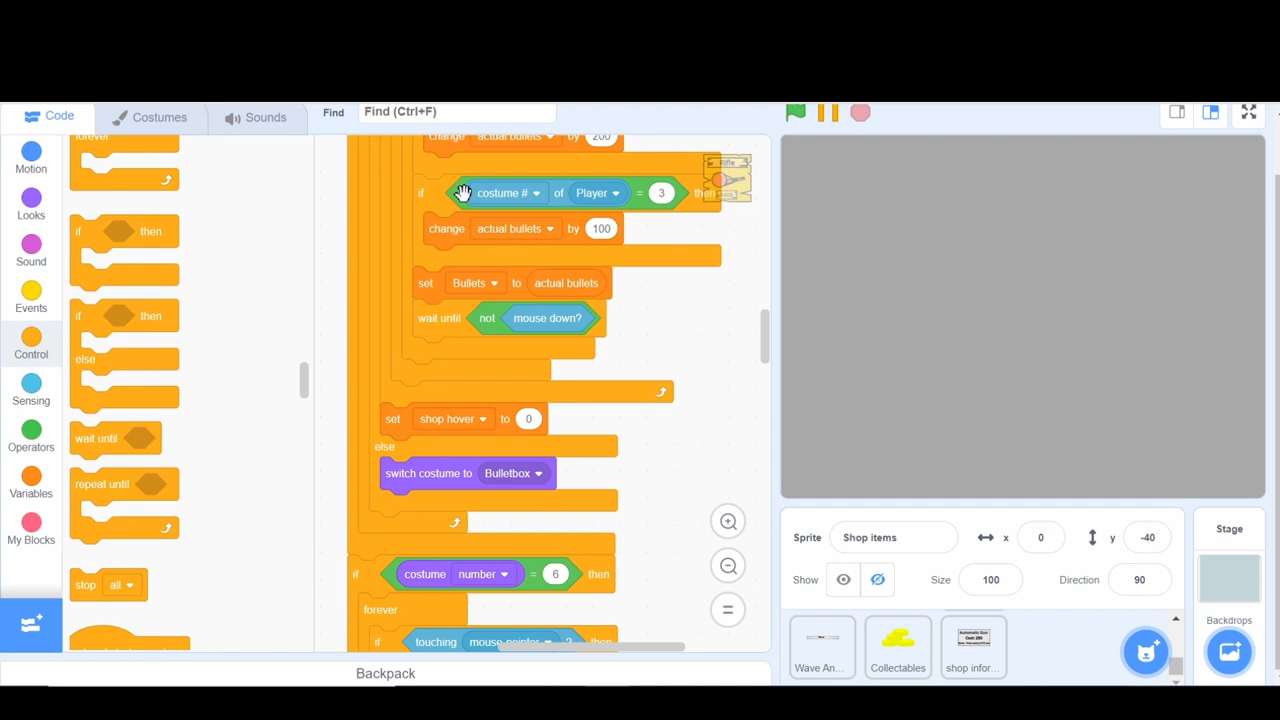 Code
Costumes
Sounds
Find
Find (Ctrl+F)
Motion
Looks
Sound
Events
Control
Sensing
Operators
Variables
My Blocks
forever
if then
if then
else
wait until
repeat until
stop all
change actual bullets by 200
if costume # of Player = 3 then
change actual bullets by 100
set Bullets to actual bullets
wait until not mouse down?
set shop hover to 0
else
switch costume to Bulletbox
if costume number = 6 then
forever
if touching mouse-pointer ? then
Rifle
Backpack
Sprite Shop items x 0 y -40
Show Size 100 Direction 90
Stage
Backdrops
Wave An...
Collectables
shop infor...
Automatic Gun